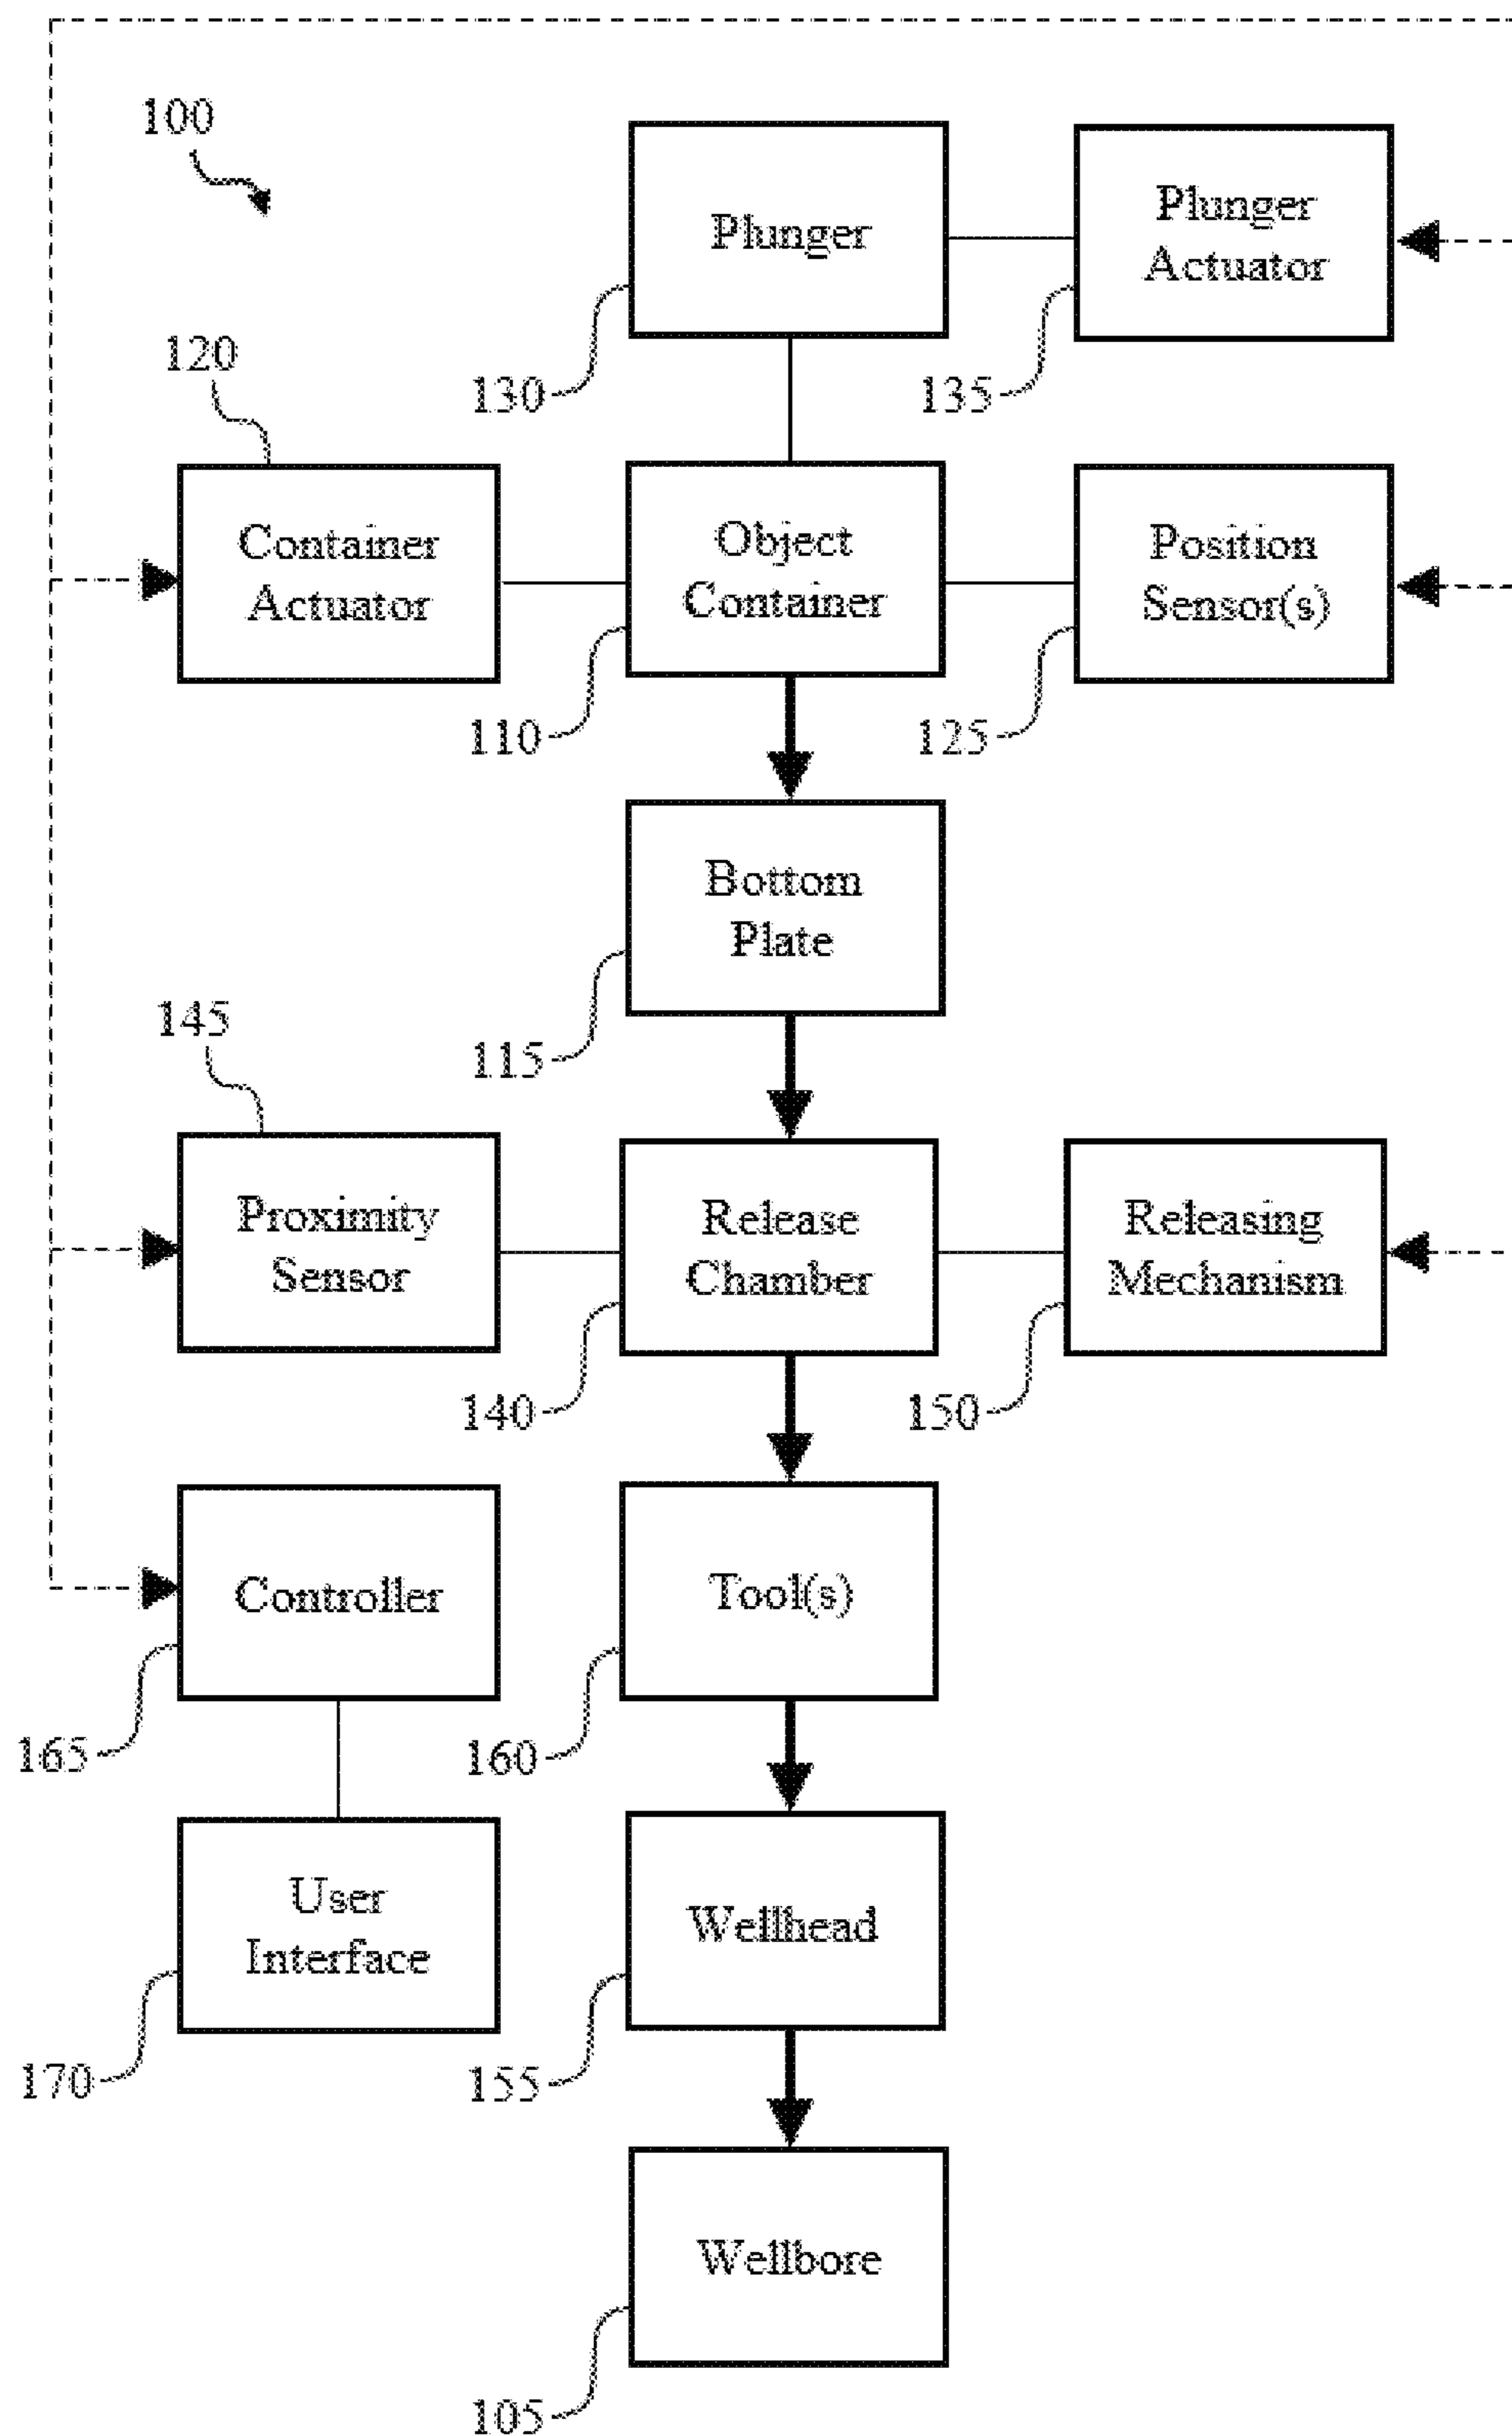 100
Plunger
Plunger
Actuator
130
135
120
Container
Actuator
Object
Container
Position
Sensor(s)
110
125
Bottom
Plate
115
145
Proximity
Sensor
Release
Chamber
Releasing
Mechanism
140
150
Controller
Tool(s)
165
160
User
Interface
Wellhead
170
155
Wellbore
105